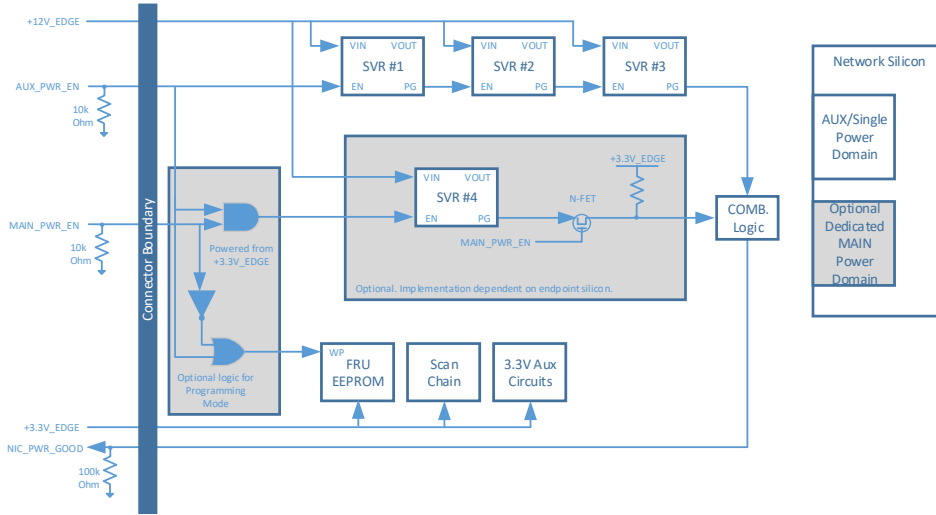 +12V_EDGE
VIN VOUT
SVR #1
EN PG
VIN VOUT
SVR #2
EN PG
VIN VOUT
SVR #3
EN PG
Network Silicon
AUX_PWR_EN
10k
Ohm
AUX/Single
Power
Domain
+3.3V_EDGE
VIN VOUT
SVR #4
EN PG
N-FET
MAIN_PWR_EN
COMB.
Logic
Optional
Dedicated
MAIN
Power
Domain
MAIN_PWR_EN
10k
Ohm
Connector Boundary
Powered from
+3.3V_EDGE
Optional. Implementation dependent on endpoint silicon.
Optional logic for
Programming
Mode
WP
FRU
EEPROM
Scan
Chain
3.3V Aux
Circuits
+3.3V_EDGE
NIC_PWR_GOOD
100k
Ohm